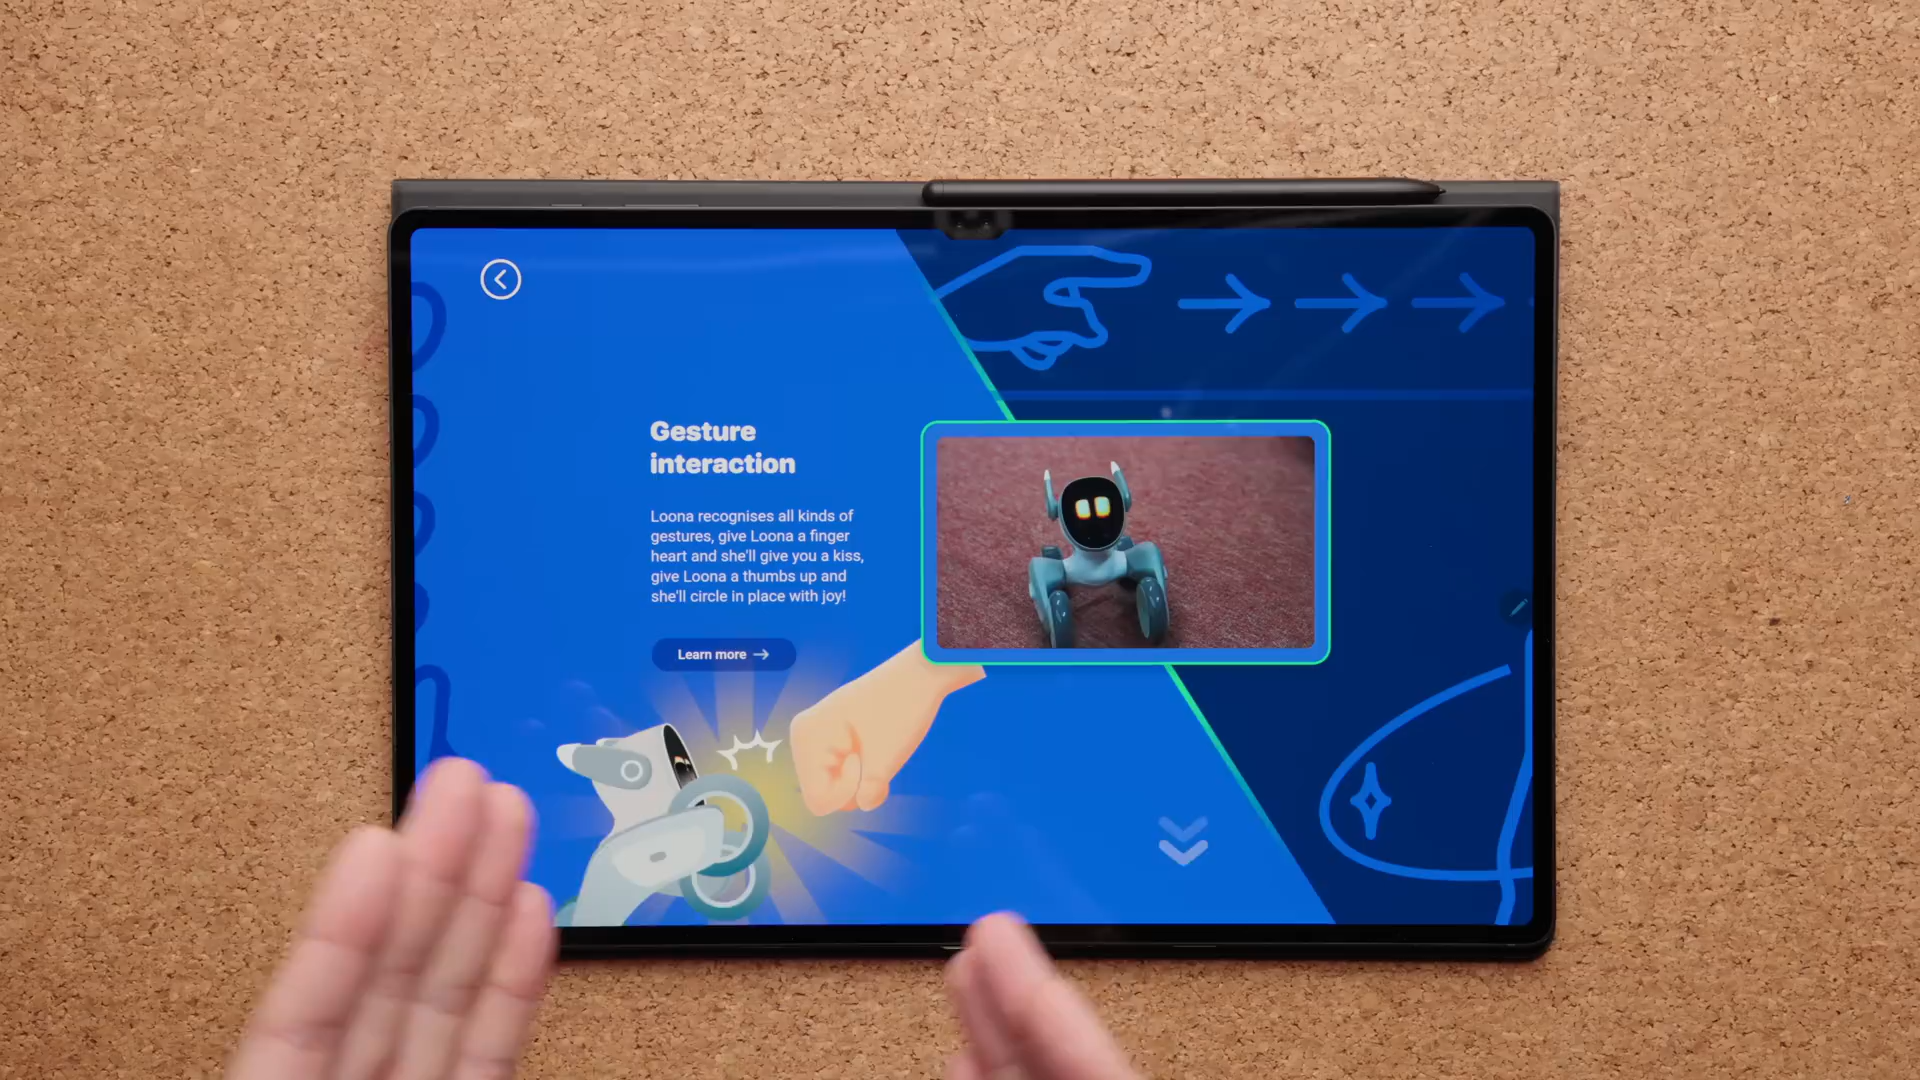 Gesture
interaction
Loona recognises all kinds of
gestures, give Loona a finger
heart and she'll give you a kiss,
give Loona a thumbs up and
she'll circle in place with joy!
Learn more